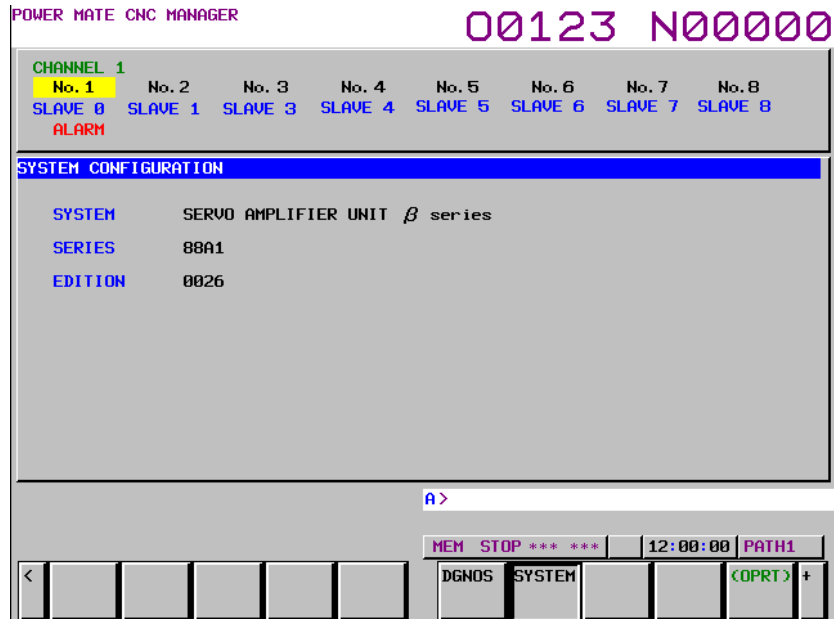 POWER MATE CNC MANAGER O0123 N00000
CHANNEL 1
No.1 No.2 No.3 No.4 No.5 No.6 No.7 No.8
SLAVE 0 SLAVE 1 SLAVE 3 SLAVE 4 SLAVE 5 SLAVE 6 SLAVE 7 SLAVE 8
ALARM
SYSTEM CONFIGURATION
SYSTEM SERVO AMPLIFIER UNIT β series
SERIES 88A1
EDITION 0026
A>
MEM STOP *** *** 12:00:00 PATH1
< DGNOS SYSTEM (OPRT) +